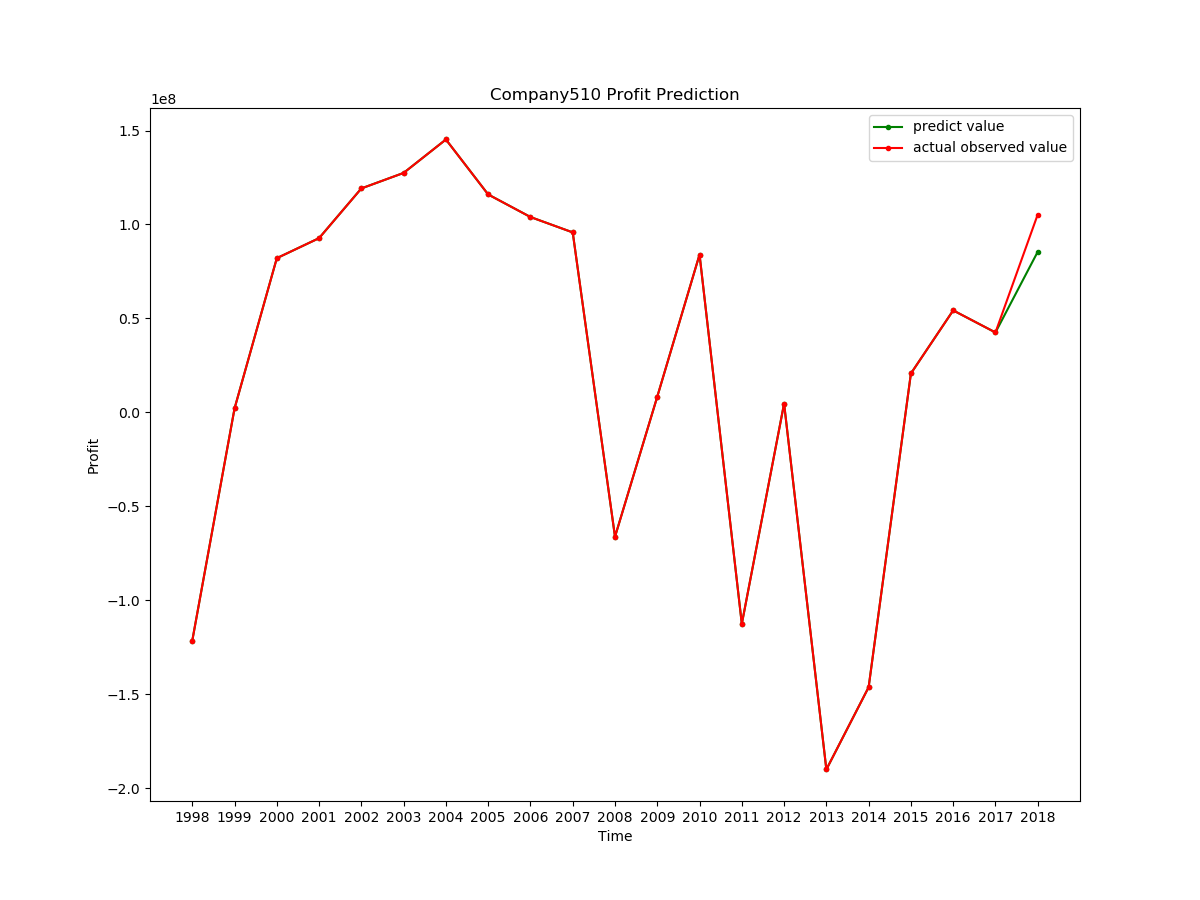 Company510 Profit Prediction
1e8
predict value
actual observed value
1.5
1.0
0.5
0.0
−0.5
−1.0
−1.5
−2.0
Profit
1998 1999 2000 2001 2002 2003 2004 2005 2006 2007 2008 2009 2010 2011 2012 2013 2014 2015 2016 2017 2018
Time